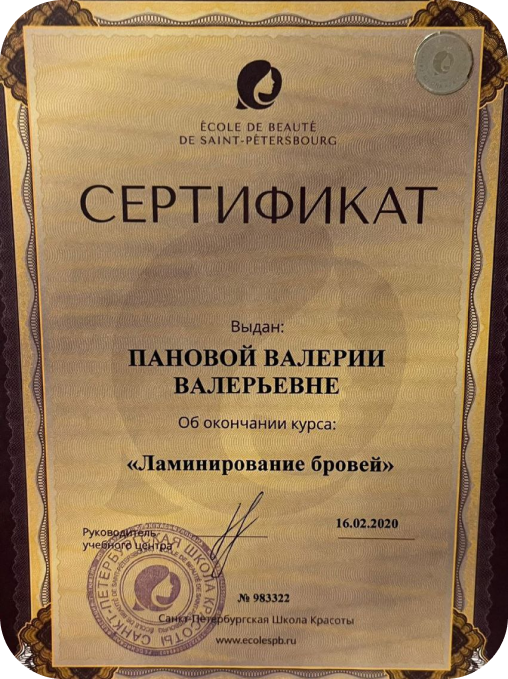 ÉCOLE DE BEAUTÉ
DE SAINT-PÉTERSBOURG
СЕРТИФИКАТ
Выдан:
ПАНОВОЙ ВАЛЕРИИ
ВАЛЕРЬЕВНЕ
Об окончании курса:
«Ламинирование бровей»
16.02.2020
Руководитель
учебного центра
САНКТ-ПЕТЕРБУРГСКАЯ ШКОЛА КРАСОТЫ
№ 983322
Санкт-Петербургская Школа Красоты
www.ecolespb.ru